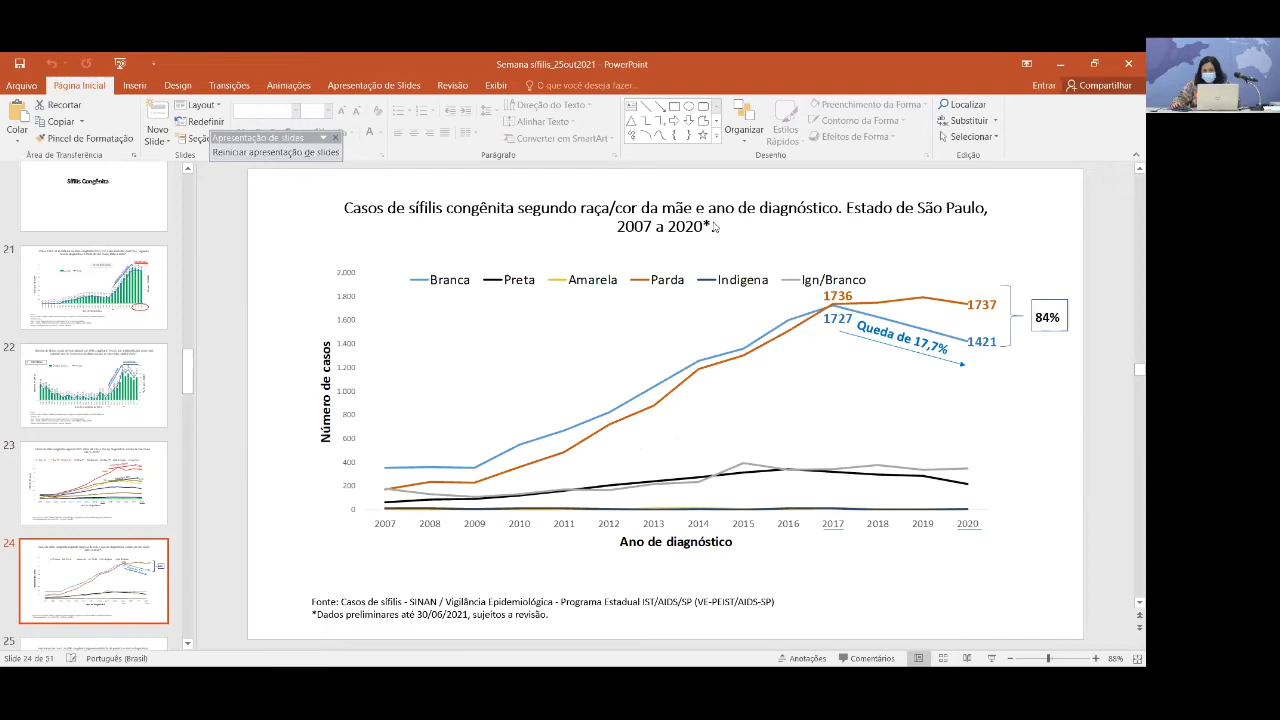 Semana sífilis_25out2021 - PowerPoint
Arquivo
Página Inicial
Inserir
Design
Transições
Animações
Apresentação de Slides
Revisão
Exibir
O que você deseja fazer...
Entrar
Compartilhar
Colar
Recortar
Copiar
Pincel de Formatação
Área de Transferência
Novo
Slide
Layout
Redefinir
Seção
Slides
Apresentação de slides
Reiniciar apresentação de slides
Direção do Texto
Alinhar Texto
Converter em SmartArt
Parágrafo
Organizar
Estilos
Rápidos
Preenchimento da Forma
Contorno da Forma
Efeitos de Forma
Desenho
Localizar
Substituir
Selecionar
Edição
Sífilis Congênita
21
22
23
24
25
Casos de sífilis congênita segundo raça/cor da mãe e ano de diagnóstico. Estado de São Paulo,
2007 a 2020*
Branca Preta Amarela Parda Indigena Ign/Branco
Número de casos
2.000
1.800
1.600
1.400
1.200
1.000
800
600
400
200
0
1736
1727
Queda de 17,7%
1737
1421
84%
2007 2008 2009 2010 2011 2012 2013 2014 2015 2016 2017 2018 2019 2020
Ano de diagnóstico
Fonte: Casos de sífilis - SINAN / Vigilância Epidemiológica - Programa Estadual IST/AIDS/SP (VE-PEIST/AIDS-SP)
*Dados preliminares até 30/06/2021, sujeitos a revisão.
Slide 24 de 51
Português (Brasil)
Anotações
Comentários
88%